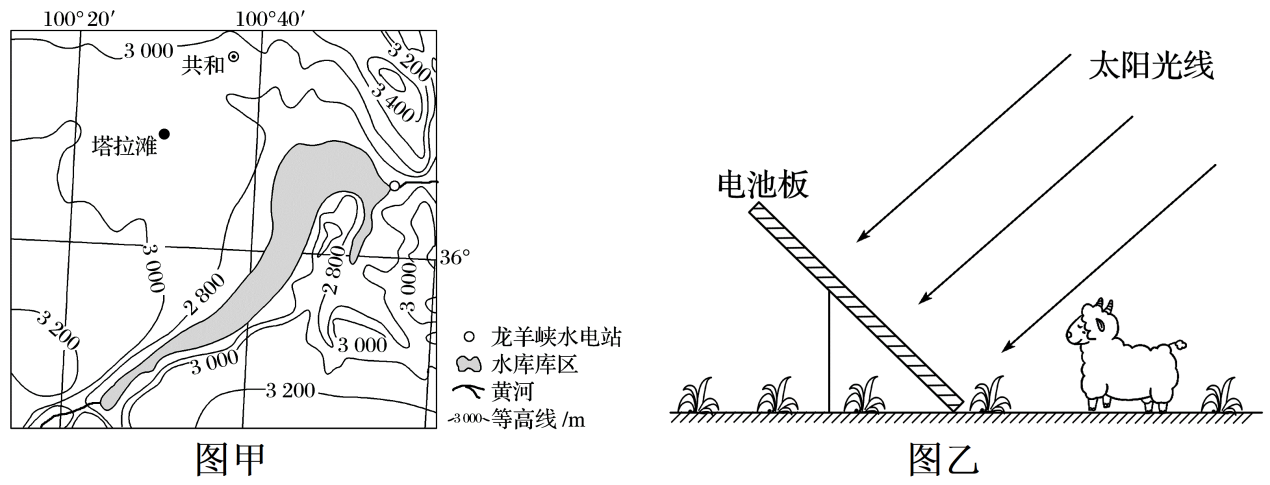 100°20′ 100°40′
3 000
共和
3 200
3 400
塔拉滩
36°
3 000
2 800
2 800
3 000
3 200
3 000
3 000
3 200
龙羊峡水电站
水库库区
黄河
3 000 等高线/m
图甲
太阳光线
电池板
图乙